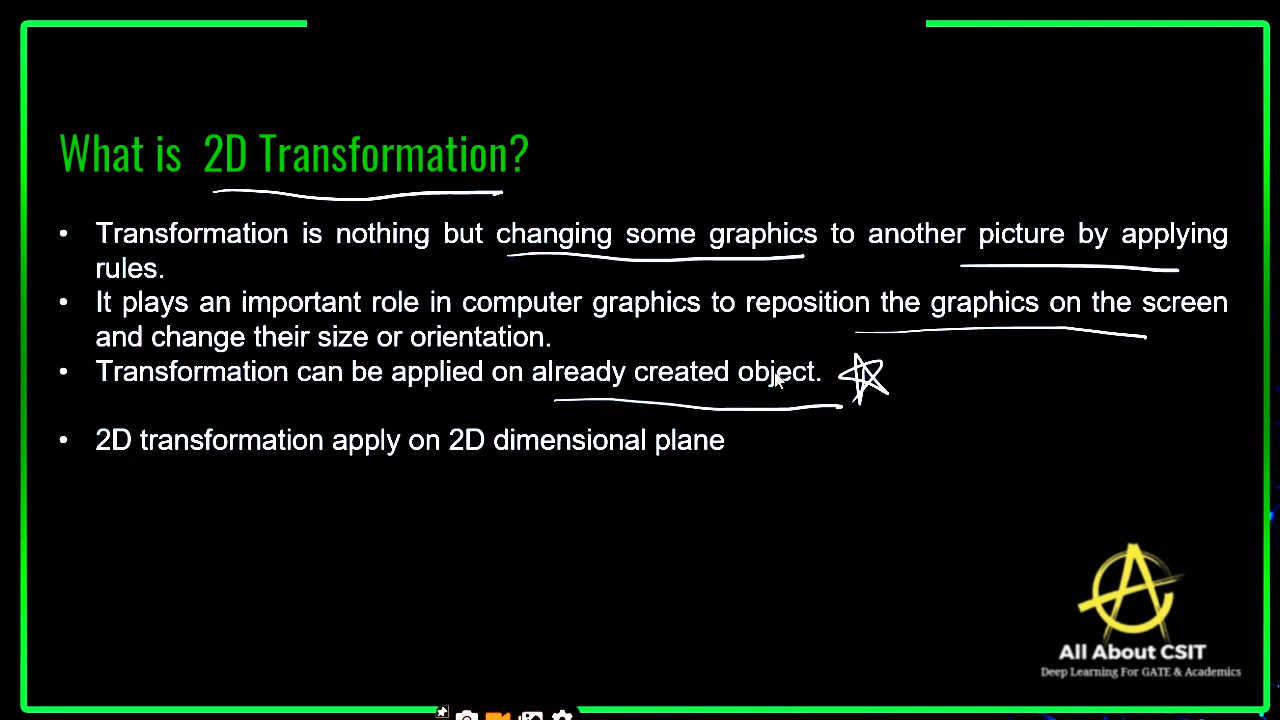 What is 2D Transformation?
• Transformation is nothing but changing some graphics to another picture by applying
rules.
• It plays an important role in computer graphics to reposition the graphics on the screen
and change their size or orientation.
• Transformation can be applied on already created object.
• 2D transformation apply on 2D dimensional plane
All About CSIT
Deep Learning For GATE & Academics